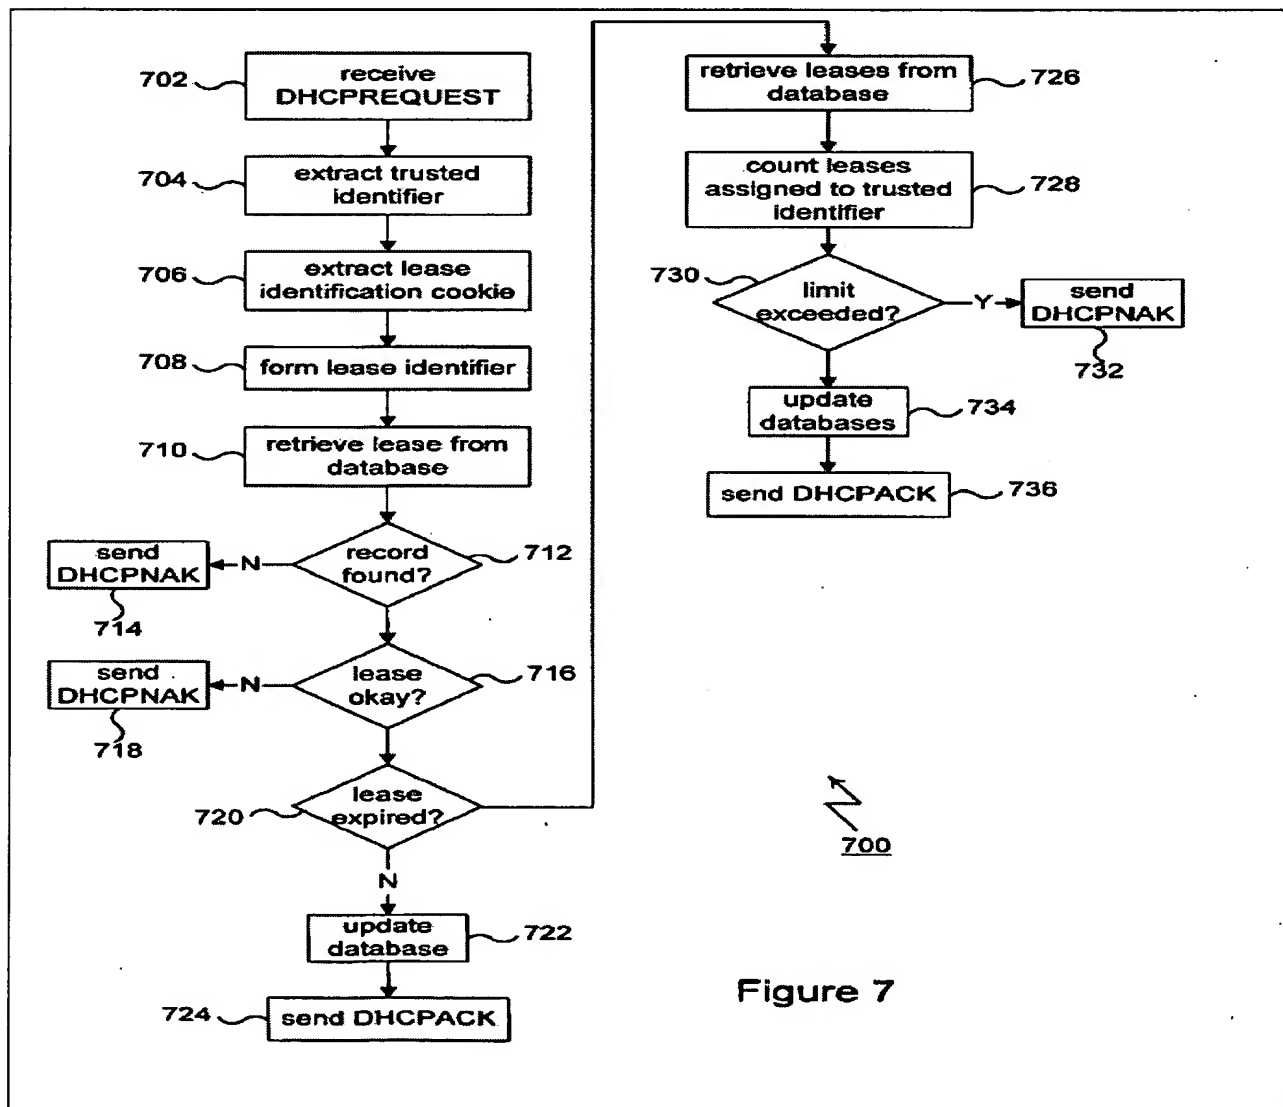 702
receive
DHCPREQUEST
704
extract trusted
identifier
706
extract lease
identification cookie
708
form lease identifier
710
retrieve lease from
database
record
found?
712
N
send
DHCPNAK
714
lease
okay?
716
N
send
DHCPNAK
718
lease
expired?
720
N
update
database
722
724
send DHCPACK
retrieve leases from
database
726
count leases
assigned to trusted
identifier
728
730
limit
exceeded?
Y
send
DHCPNAK
732
update
databases
734
send DHCPACK
736
700
Figure 7